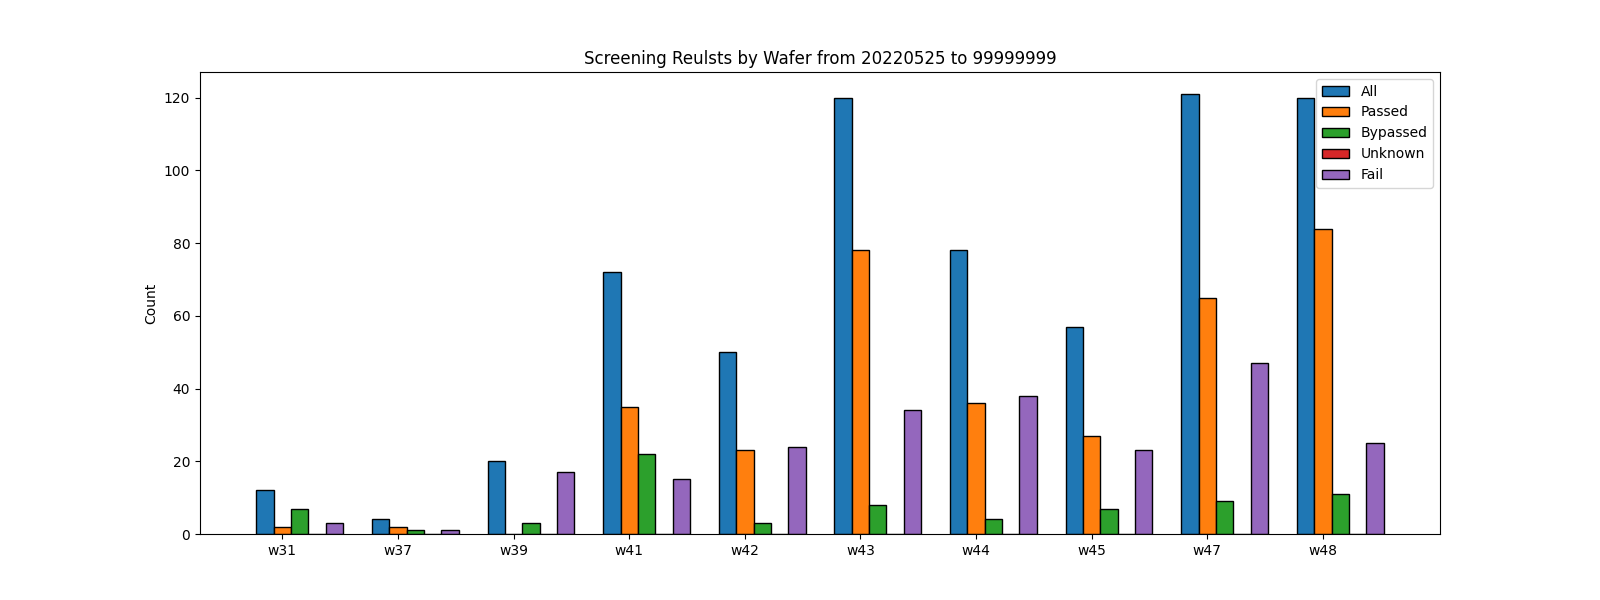 Screening Reulsts by Wafer from 20220525 to 99999999
All
Passed
Bypassed
Unknown
Fail
Count
120
100
80
60
40
20
0
w31 w37 w39 w41 w42 w43 w44 w45 w47 w48